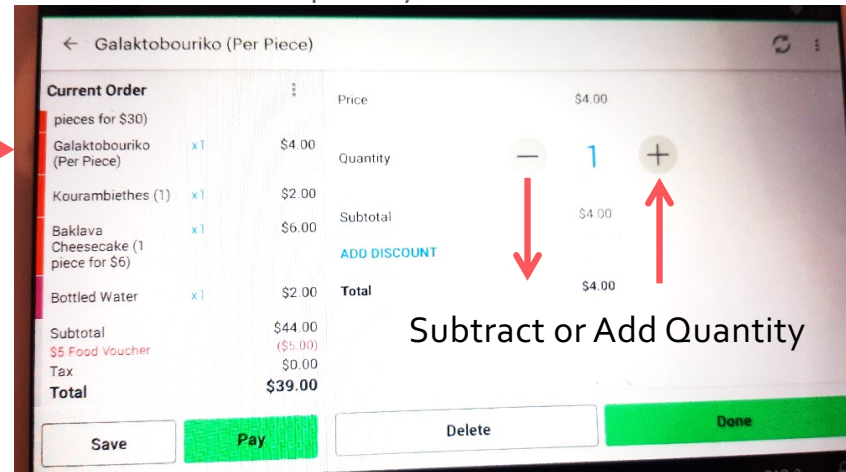 ← Galaktobouriko (Per Piece)
Current Order
pieces for $30)
Galaktobouriko x1 $4.00
(Per Piece)
Kourambiethes (1) x1 $2.00
Baklava x1 $6.00
Cheesecake (1
piece for $6)
Bottled Water x1 $2.00
Subtotal $44.00
$5 Food Voucher ($5.00)
Tax $0.00
Total $39.00
Save Pay
Price $4.00
Quantity — 1 +
Subtotal $4.00
ADD DISCOUNT
Total $4.00
Subtract or Add Quantity
Delete Done